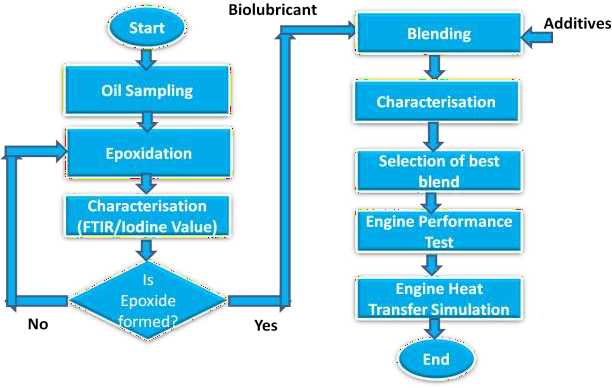 Start
Oil Sampling
Epoxidation
Characterisation
(FTIR/Iodine Value)
Is
Epoxide
formed?
No
Yes
Biolubricant
Additives
Blending
Characterisation
Selection of best
blend
Engine Performance
Test
Engine Heat
Transfer Simulation
End